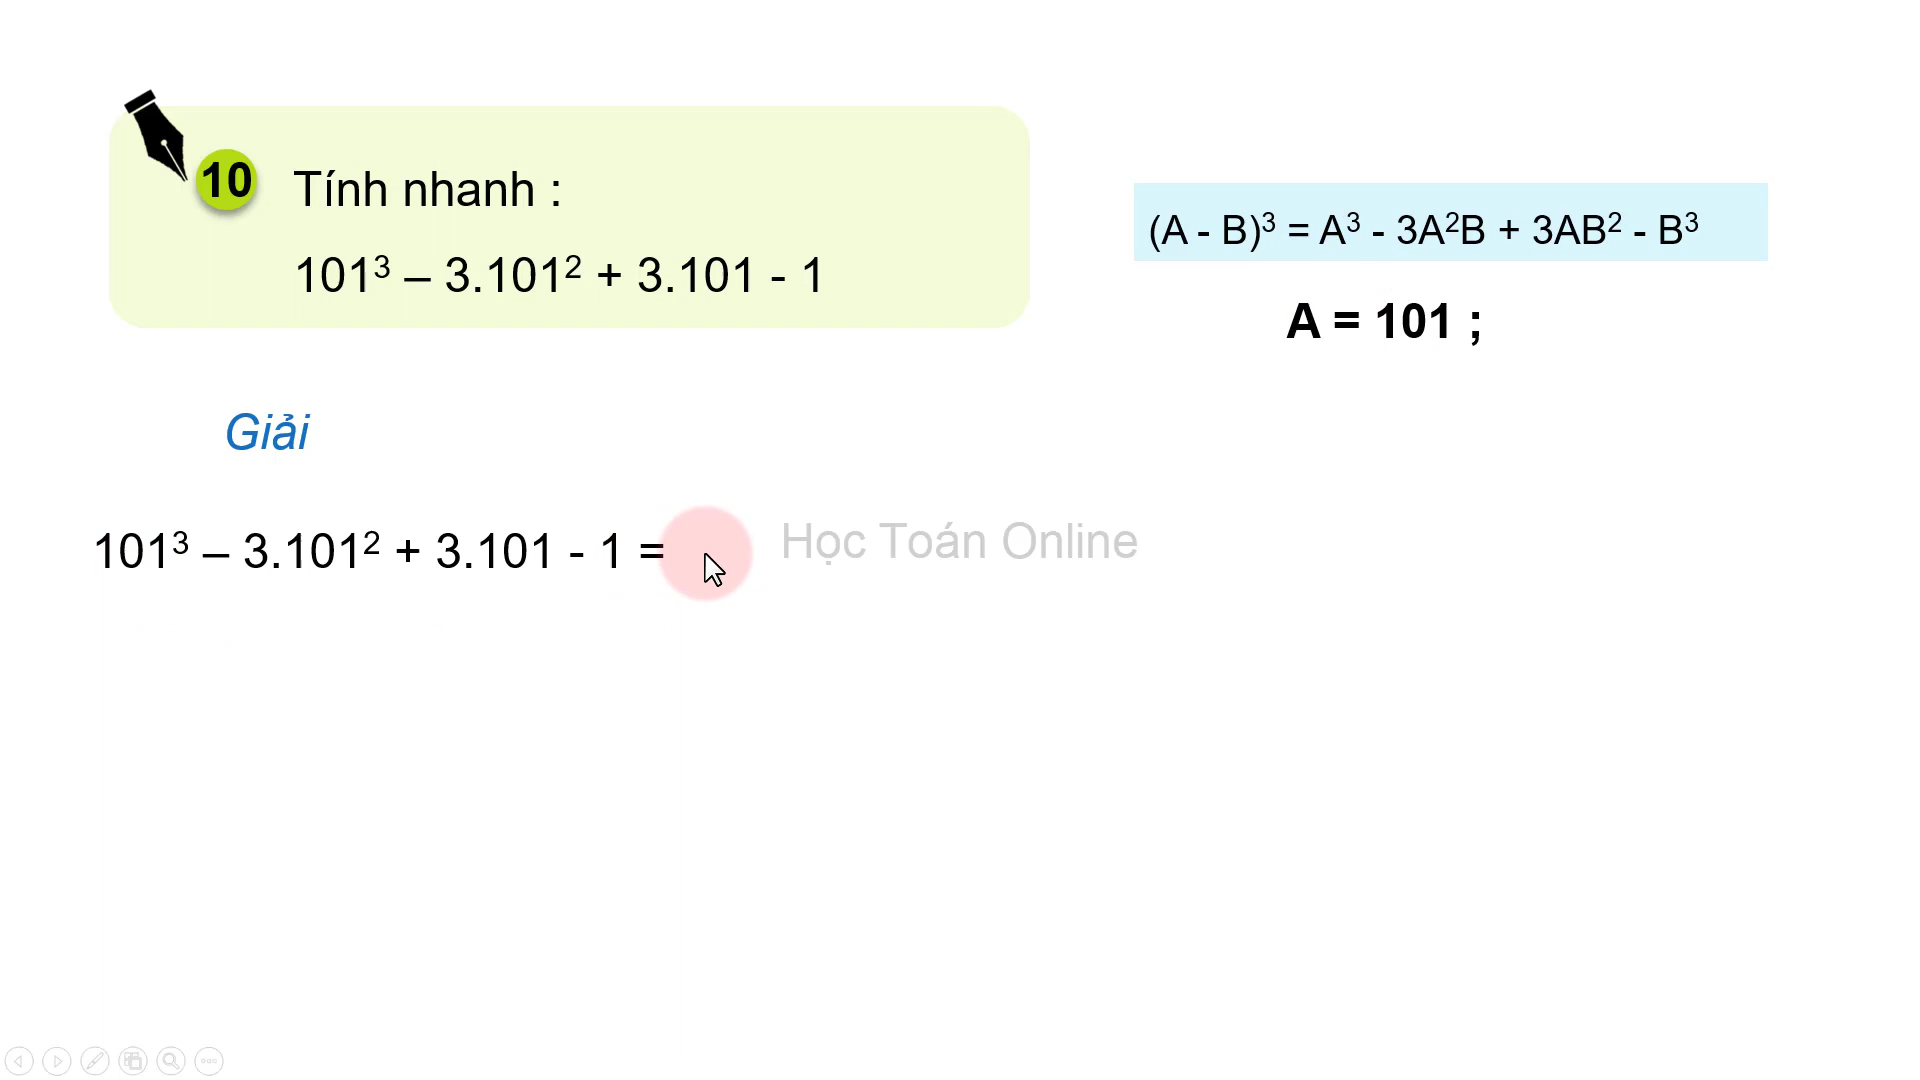 10 Tính nhanh :
101³ – 3.101² + 3.101 - 1
(A - B)³ = A³ - 3A²B + 3AB² - B³
A = 101 ;
Giải
101³ – 3.101² + 3.101 - 1 =
Học Toán Online